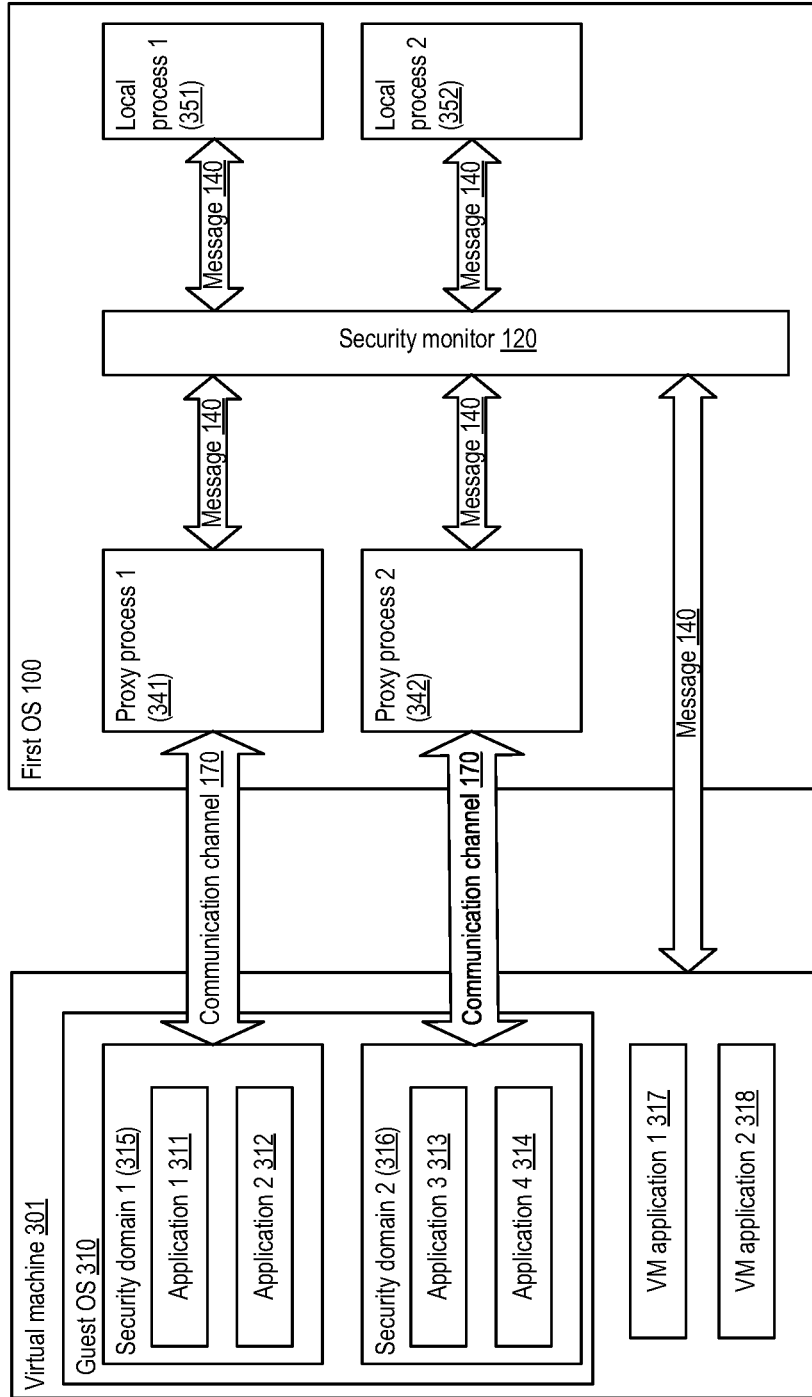 Virtual machine 301
Guest OS 310
Security domain 1 (315)
Application 1 311
Application 2 312
Security domain 2 (316)
Application 3 313
Application 4 314
VM application 1 317
VM application 2 318
Communication channel 170
Communication channel 170
First OS 100
Proxy process 1
(341)
Proxy process 2
(342)
Message 140
Message 140
Message 140
Security monitor 120
Message 140
Message 140
Local
process 1
(351)
Local
process 2
(352)